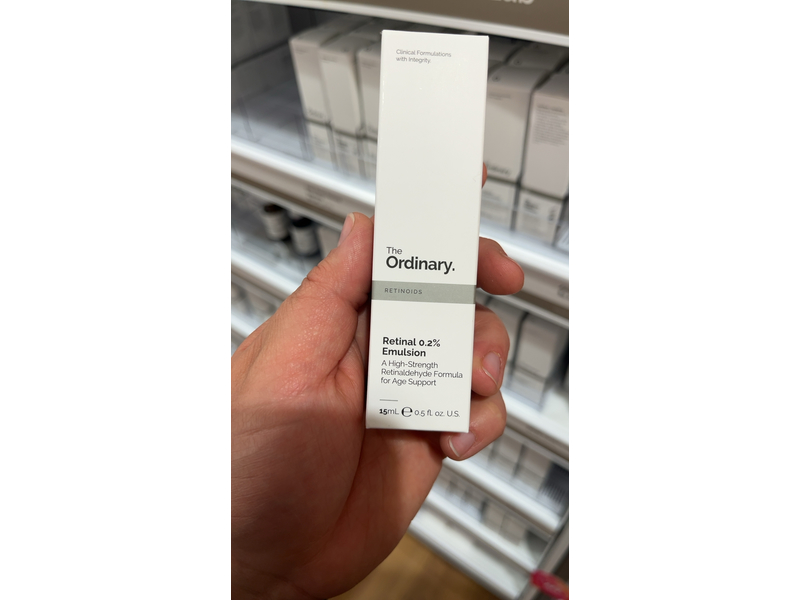 Clinical Formulations
with Integrity.
The
Ordinary.
RETINOIDS
Retinal 0.2%
Emulsion
A High-Strength
Retinaldehyde Formula
for Age Support
15mL ℮ 0.5 fl. oz. U.S.